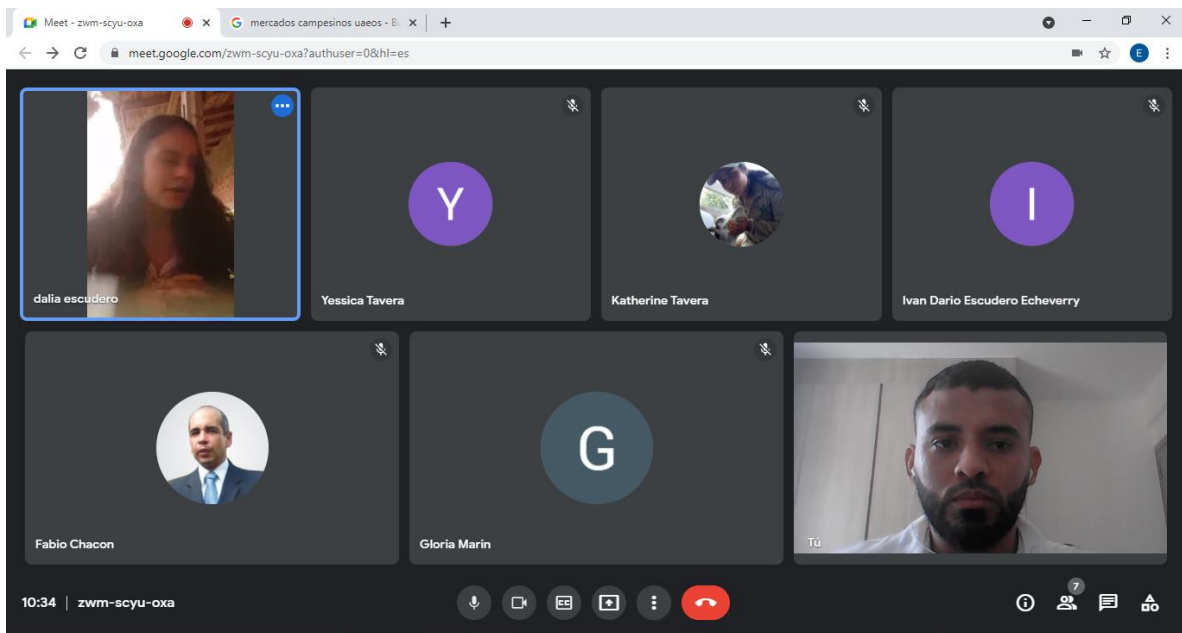 Meet - zwm-scyu-oxa
mercados campesinos uaeos - Bu
meet.google.com/zwm-scyu-oxa?authuser=0&hl=es
E
dalia escudero
Y
Yessica Tavera
Katherine Tavera
I
Ivan Dario Escudero Echeverry
Fabio Chacon
G
Gloria Marin
Tú
10:34 | zwm-scyu-oxa
CC
7